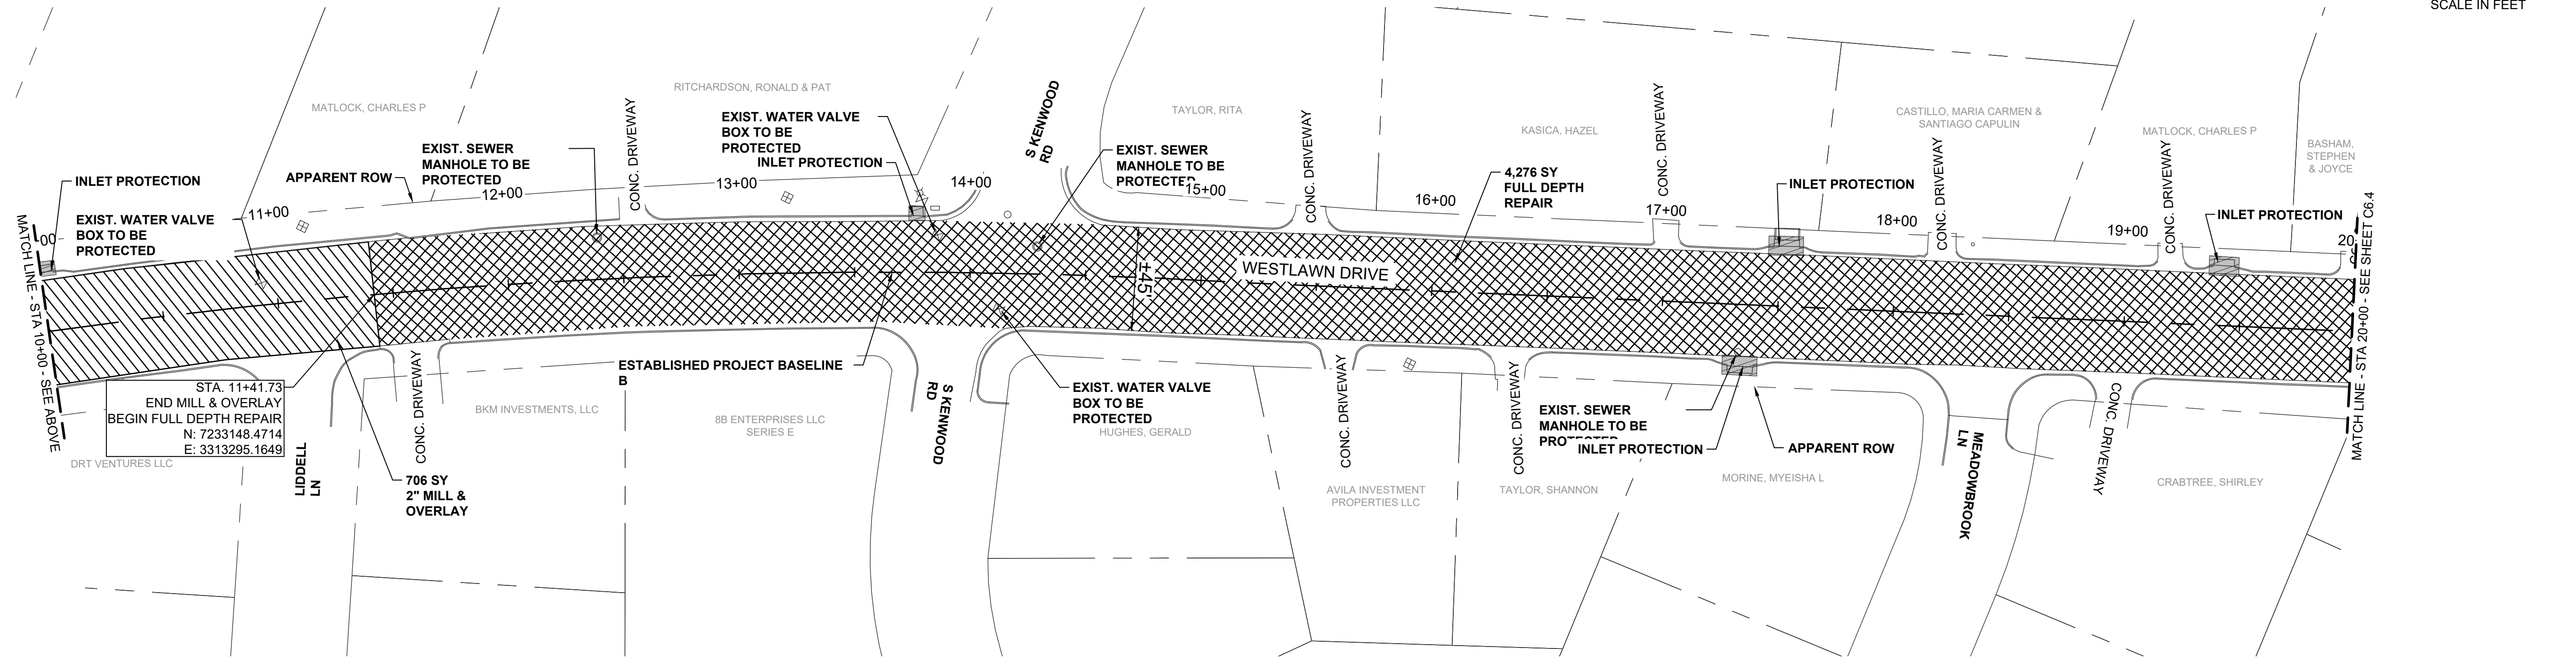 SCALE IN FEET
MATCH LINE - STA 10+00 - SEE ABOVE
INLET PROTECTION
EXIST. WATER VALVE
BOX TO BE
PROTECTED
11+00
MATLOCK, CHARLES P
APPARENT ROW
EXIST. SEWER
MANHOLE TO BE
PROTECTED
12+00
CONC. DRIVEWAY
RITCHARDSON, RONALD & PAT
EXIST. WATER VALVE
BOX TO BE
PROTECTED
INLET PROTECTION
13+00
14+00
S KENWOOD
RD
EXIST. SEWER
MANHOLE TO BE
PROTECTED
15+00
TAYLOR, RITA
CONC. DRIVEWAY
16+00
4,276 SY
FULL DEPTH
REPAIR
KASICA, HAZEL
CONC. DRIVEWAY
17+00
INLET PROTECTION
18+00
CASTILLO, MARIA CARMEN &
SANTIAGO CAPULIN
CONC. DRIVEWAY
19+00
MATLOCK, CHARLES P
CONC. DRIVEWAY
INLET PROTECTION
BASHAM,
STEPHEN
& JOYCE
MATCH LINE - STA 20+00 - SEE SHEET C6.4
±45'
WESTLAWN DRIVE
STA. 11+41.73
END MILL & OVERLAY
BEGIN FULL DEPTH REPAIR
N: 7233148.4714
E: 3313295.1649
DRT VENTURES LLC
LIDDELL
LN
706 SY
2" MILL &
OVERLAY
CONC. DRIVEWAY
BKM INVESTMENTS, LLC
ESTABLISHED PROJECT BASELINE
B
8B ENTERPRISES LLC
SERIES E
S KENWOOD
RD
EXIST. WATER VALVE
BOX TO BE
PROTECTED
HUGHES, GERALD
CONC. DRIVEWAY
AVILA INVESTMENT
PROPERTIES LLC
CONC. DRIVEWAY
TAYLOR, SHANNON
EXIST. SEWER
MANHOLE TO BE
PROTECTED
INLET PROTECTION
APPARENT ROW
MORINE, MYEISHA L
MEADOWBROOK
LN
CONC. DRIVEWAY
CRABTREE, SHIRLEY